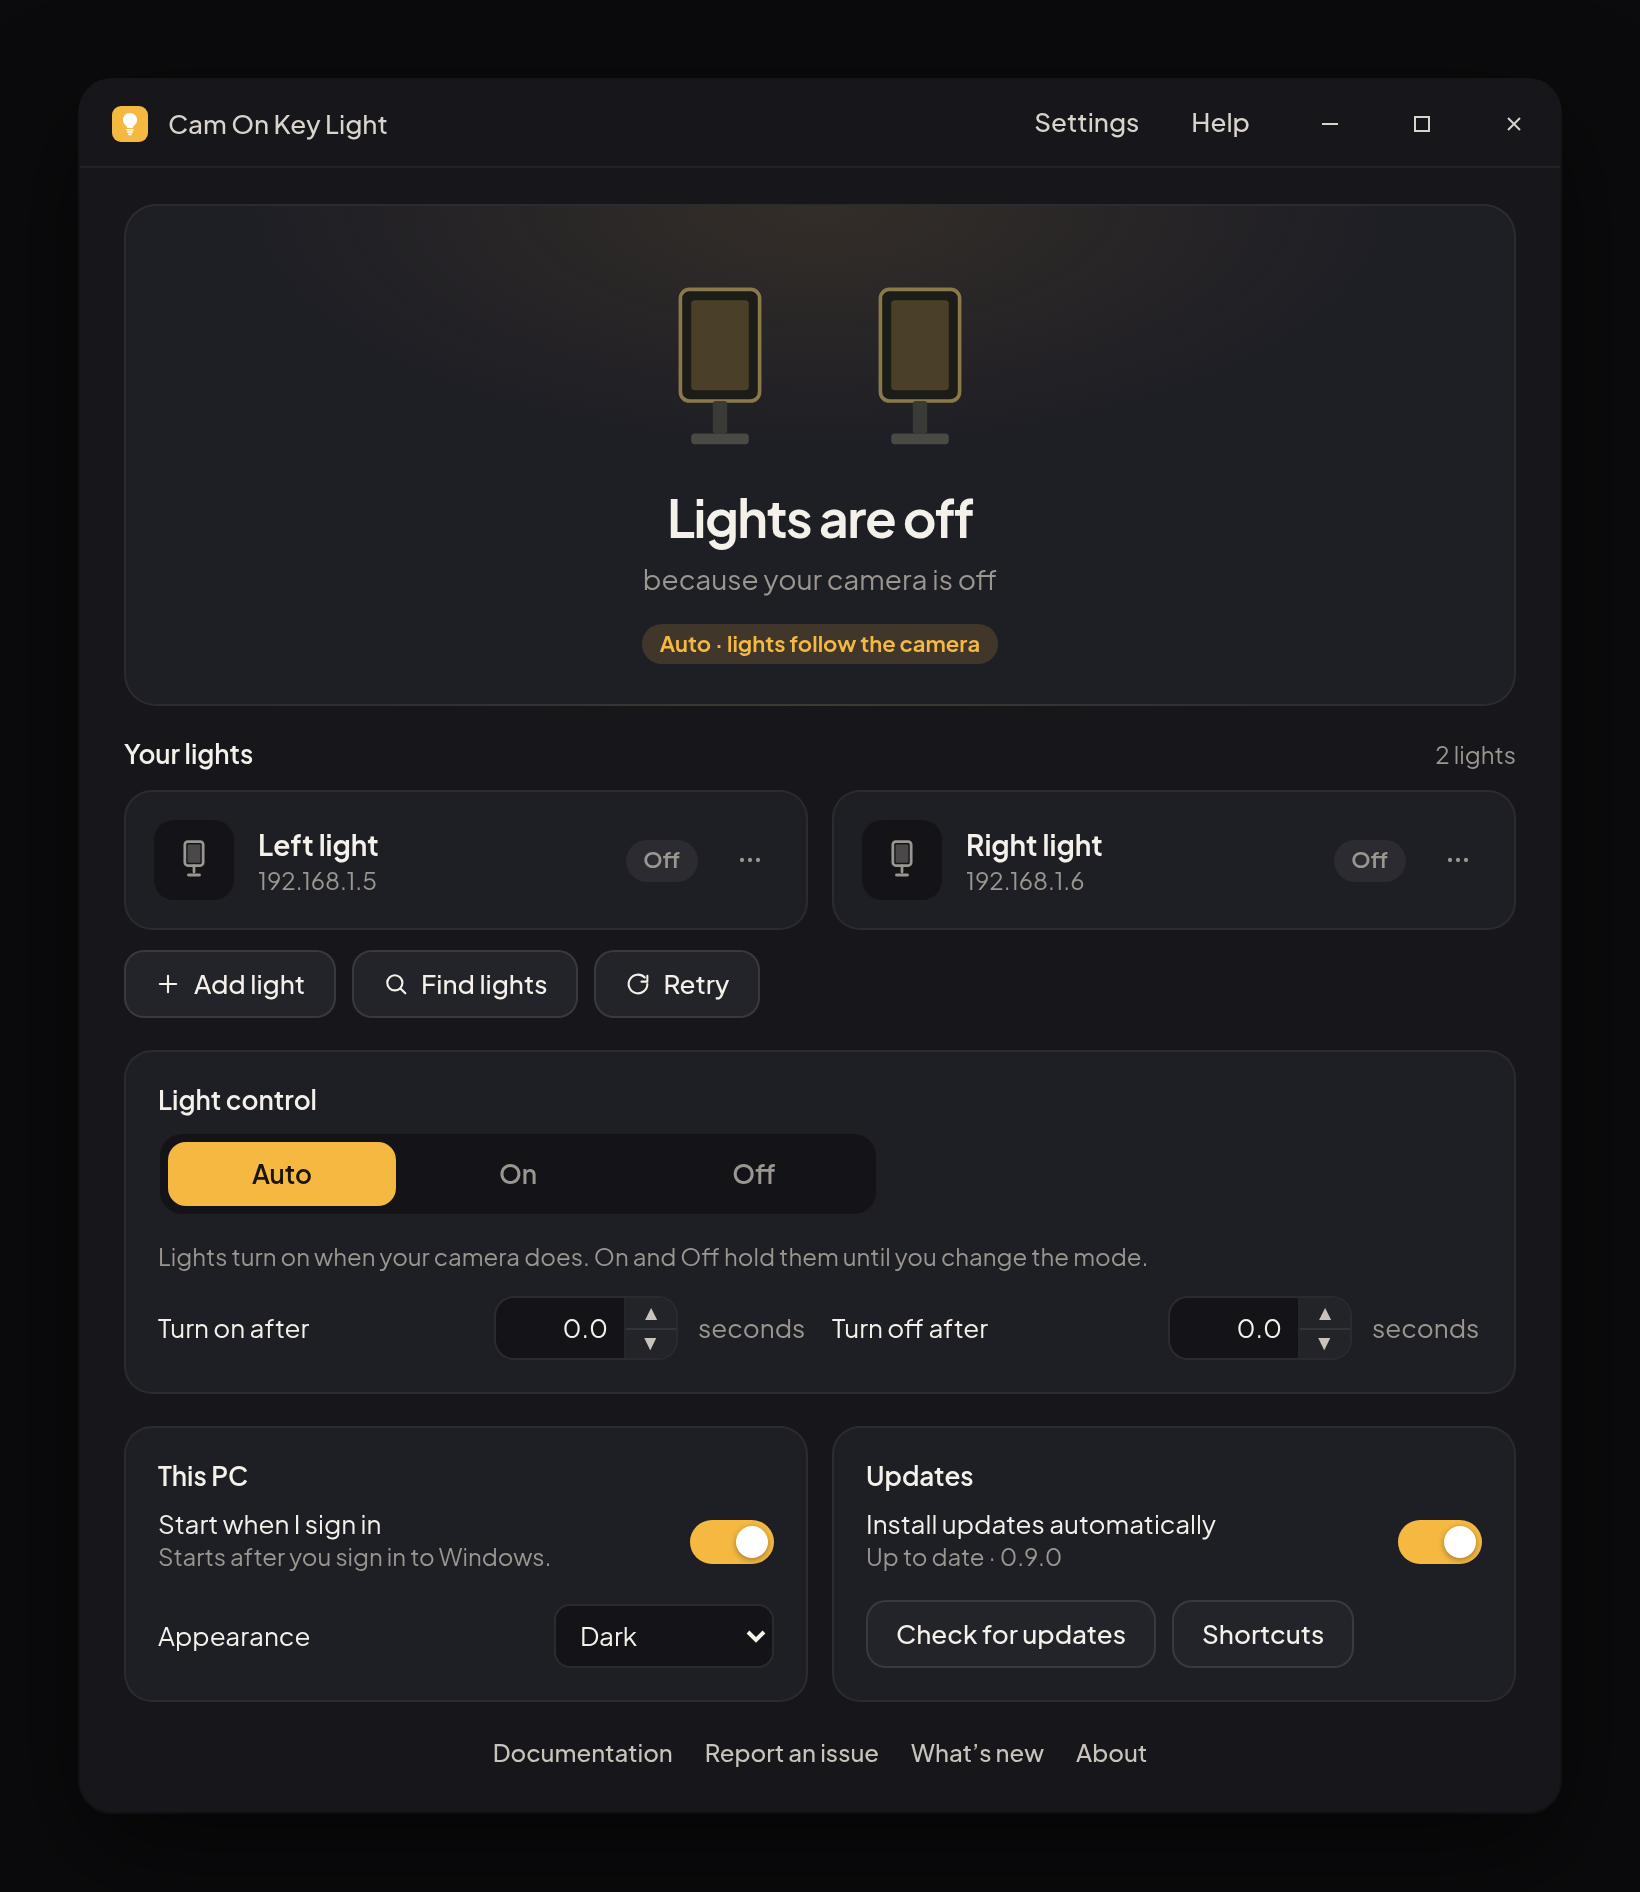 Cam On Key Light
Settings
Help
Lights are off
because your camera is off
Auto · lights follow the camera
Your lights
2 lights
Left light
192.168.1.5
Off
Right light
192.168.1.6
Off
Add light
Find lights
Retry
Light control
Auto
On
Off
Lights turn on when your camera does. On and Off hold them until you change the mode.
Turn on after
0.0
seconds
Turn off after
0.0
seconds
This PC
Start when I sign in
Starts after you sign in to Windows.
Appearance
Dark
Updates
Install updates automatically
Up to date · 0.9.0
Check for updates
Shortcuts
Documentation
Report an issue
What’s new
About